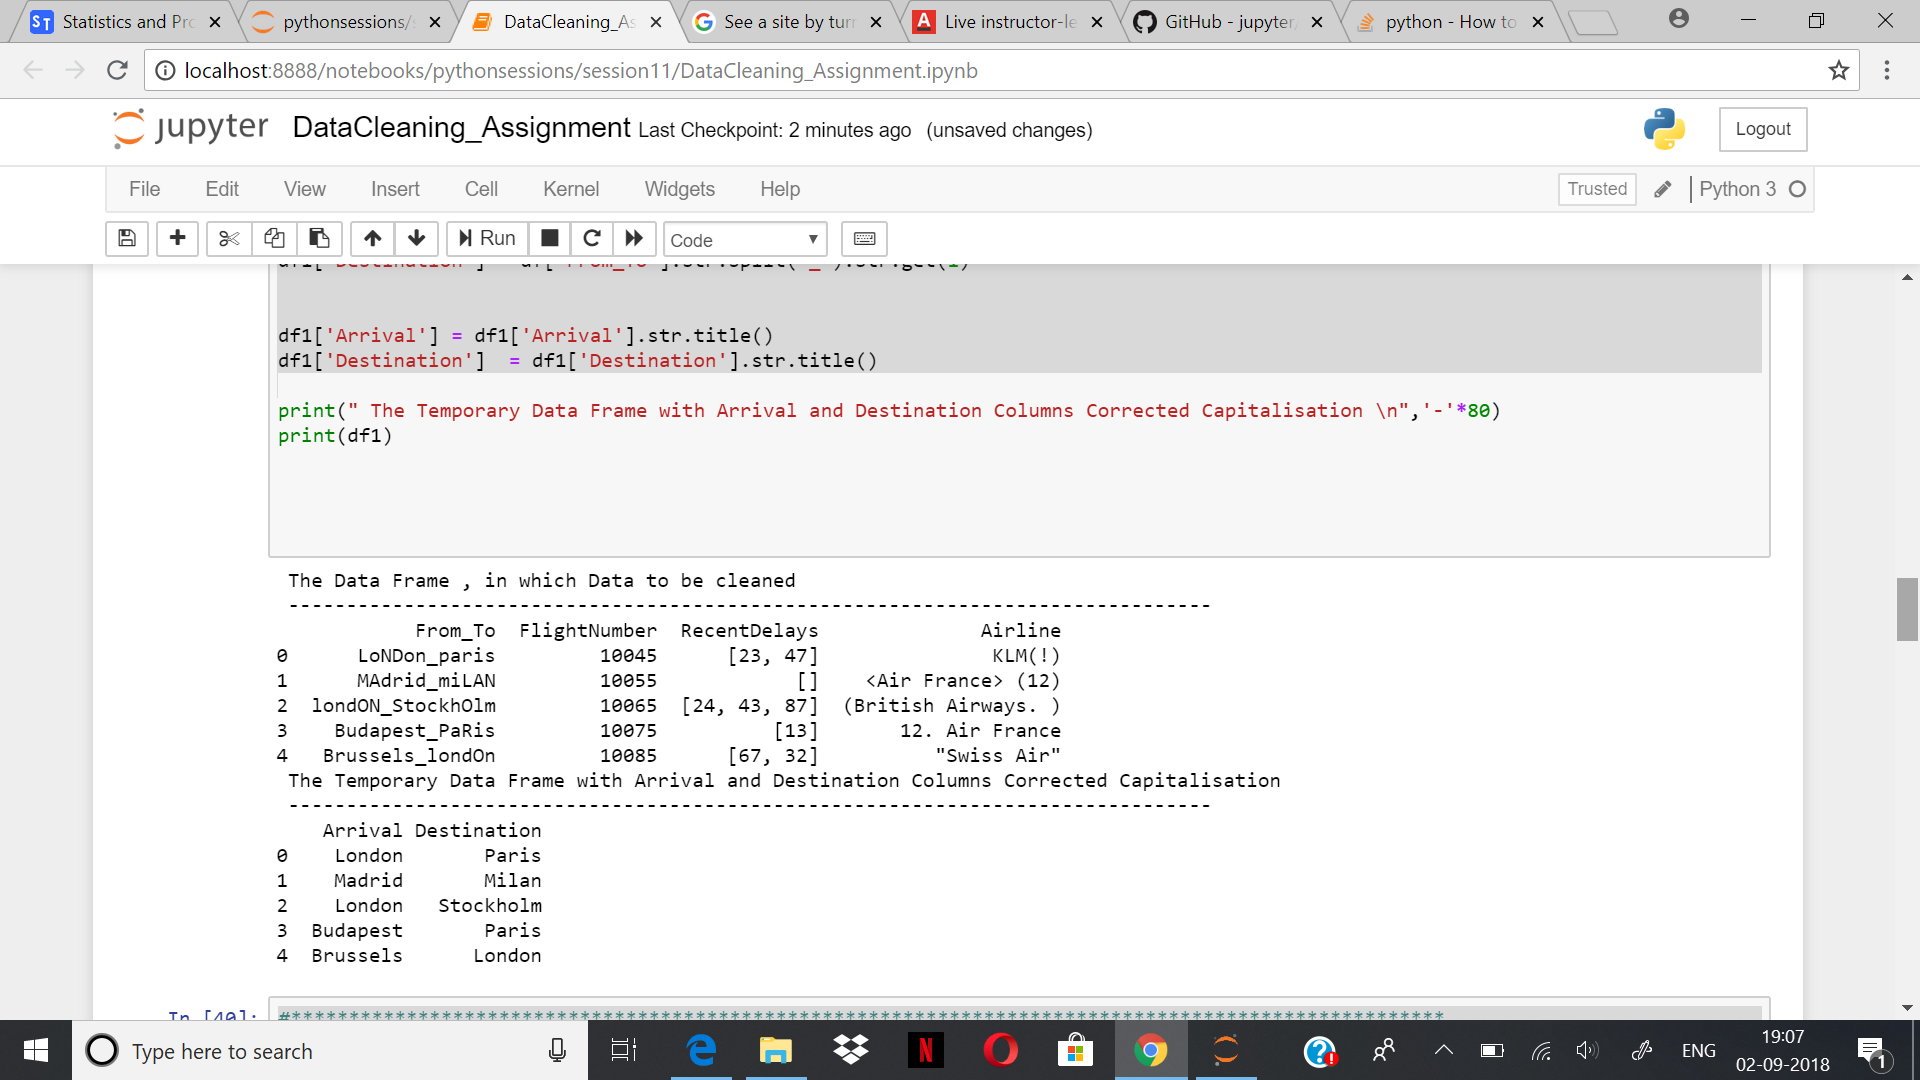 Statistics and Pro
pythonsessions/s
DataCleaning_As
See a site by turn
Live instructor-le
GitHub - jupyter/
python - How to
localhost:8888/notebooks/pythonsessions/session11/DataCleaning_Assignment.ipynb
jupyter DataCleaning_Assignment Last Checkpoint: 2 minutes ago (unsaved changes) Logout
File Edit View Insert Cell Kernel Widgets Help Trusted Python 3
Run Code
df1['Arrival'] = df1['Arrival'].str.title()
df1['Destination']  = df1['Destination'].str.title()
print(" The Temporary Data Frame with Arrival and Destination Columns Corrected Capitalisation \n",'-'*80)
print(df1)
The Data Frame , in which Data to be cleaned
--------------------------------------------------------------------------------
From_To FlightNumber RecentDelays Airline
0 LoNDon_paris 10045 [23, 47] KLM(!)
1 MAdrid_miLAN 10055 [] <Air France> (12)
2 londON_StockhOlm 10065 [24, 43, 87] (British Airways. )
3 Budapest_PaRis 10075 [13] 12. Air France
4 Brussels_londOn 10085 [67, 32] "Swiss Air"
The Temporary Data Frame with Arrival and Destination Columns Corrected Capitalisation
--------------------------------------------------------------------------------
Arrival Destination
0 London Paris
1 Madrid Milan
2 London Stockholm
3 Budapest Paris
4 Brussels London
In [40]: #****************************************************************************************************
Type here to search
ENG
19:07
02-09-2018
1